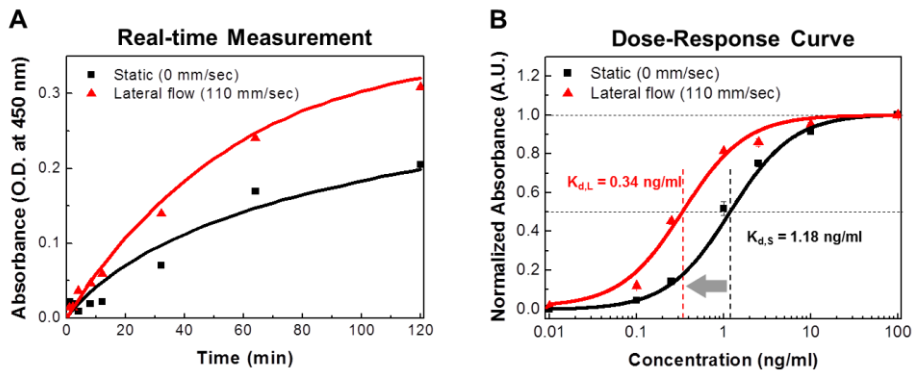 A
Real-time Measurement
Static (0 mm/sec)
Lateral flow (110 mm/sec)
Absorbance (O.D. at 450 nm)
0.3
0.2
0.1
0.0
0 20 40 60 80 100 120
Time (min)
B
Dose-Response Curve
Static (0 mm/sec)
Lateral flow (110 mm/sec)
Normalized Absorbance (A.U.)
1.2
1.0
0.8
0.6
0.4
0.2
0.0
Kd,L = 0.34 ng/ml
Kd,S = 1.18 ng/ml
0.01 0.1 1 10 100
Concentration (ng/ml)